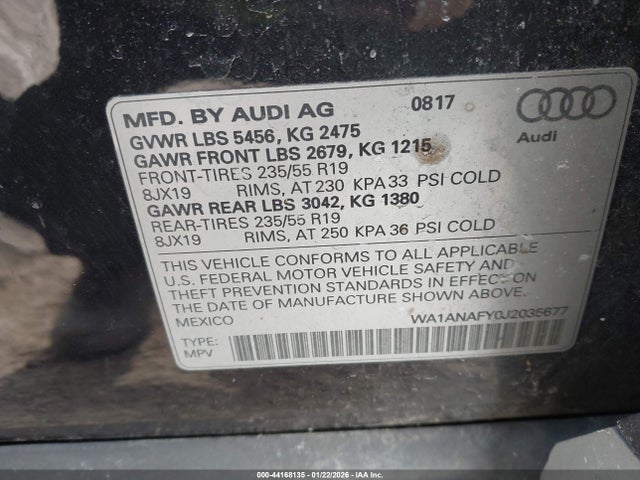 MFD. BY AUDI AG 0817
GVWR LBS 5456, KG 2475
GAWR FRONT LBS 2679, KG 1215
FRONT-TIRES 235/55 R19
8JX19 RIMS, AT 230 KPA 33 PSI COLD
GAWR REAR LBS 3042, KG 1380
REAR-TIRES 235/55 R19
8JX19 RIMS, AT 250 KPA 36 PSI COLD
Audi
THIS VEHICLE CONFORMS TO ALL APPLICABLE
U.S. FEDERAL MOTOR VEHICLE SAFETY AND
THEFT PREVENTION STANDARDS IN EFFECT ON
THE DATE OF MANUFACTURE SHOWN ABOVE.
MEXICO WA1ANAFY0J2035677
TYPE:
MPV
000-44168135 - 01/22/2026 - IAA Inc.